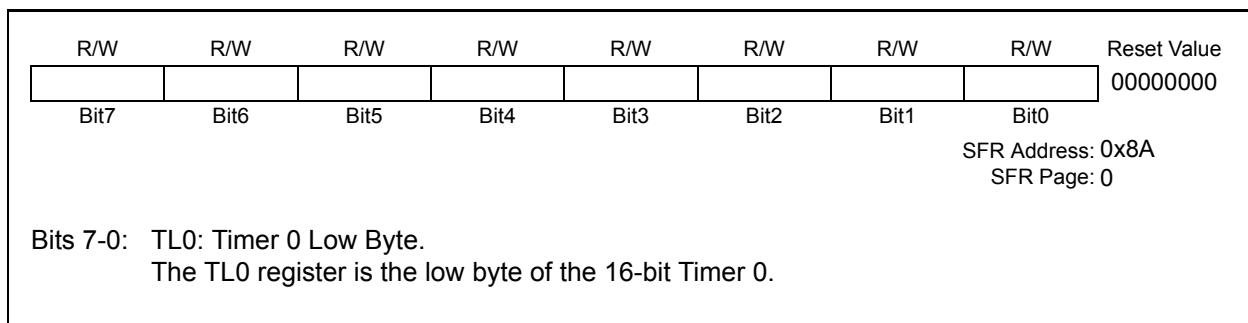 R/W R/W R/W R/W R/W R/W R/W R/W Reset Value
00000000
Bit7 Bit6 Bit5 Bit4 Bit3 Bit2 Bit1 Bit0
SFR Address: 0x8A
SFR Page: 0
Bits 7-0: TL0: Timer 0 Low Byte.
The TL0 register is the low byte of the 16-bit Timer 0.